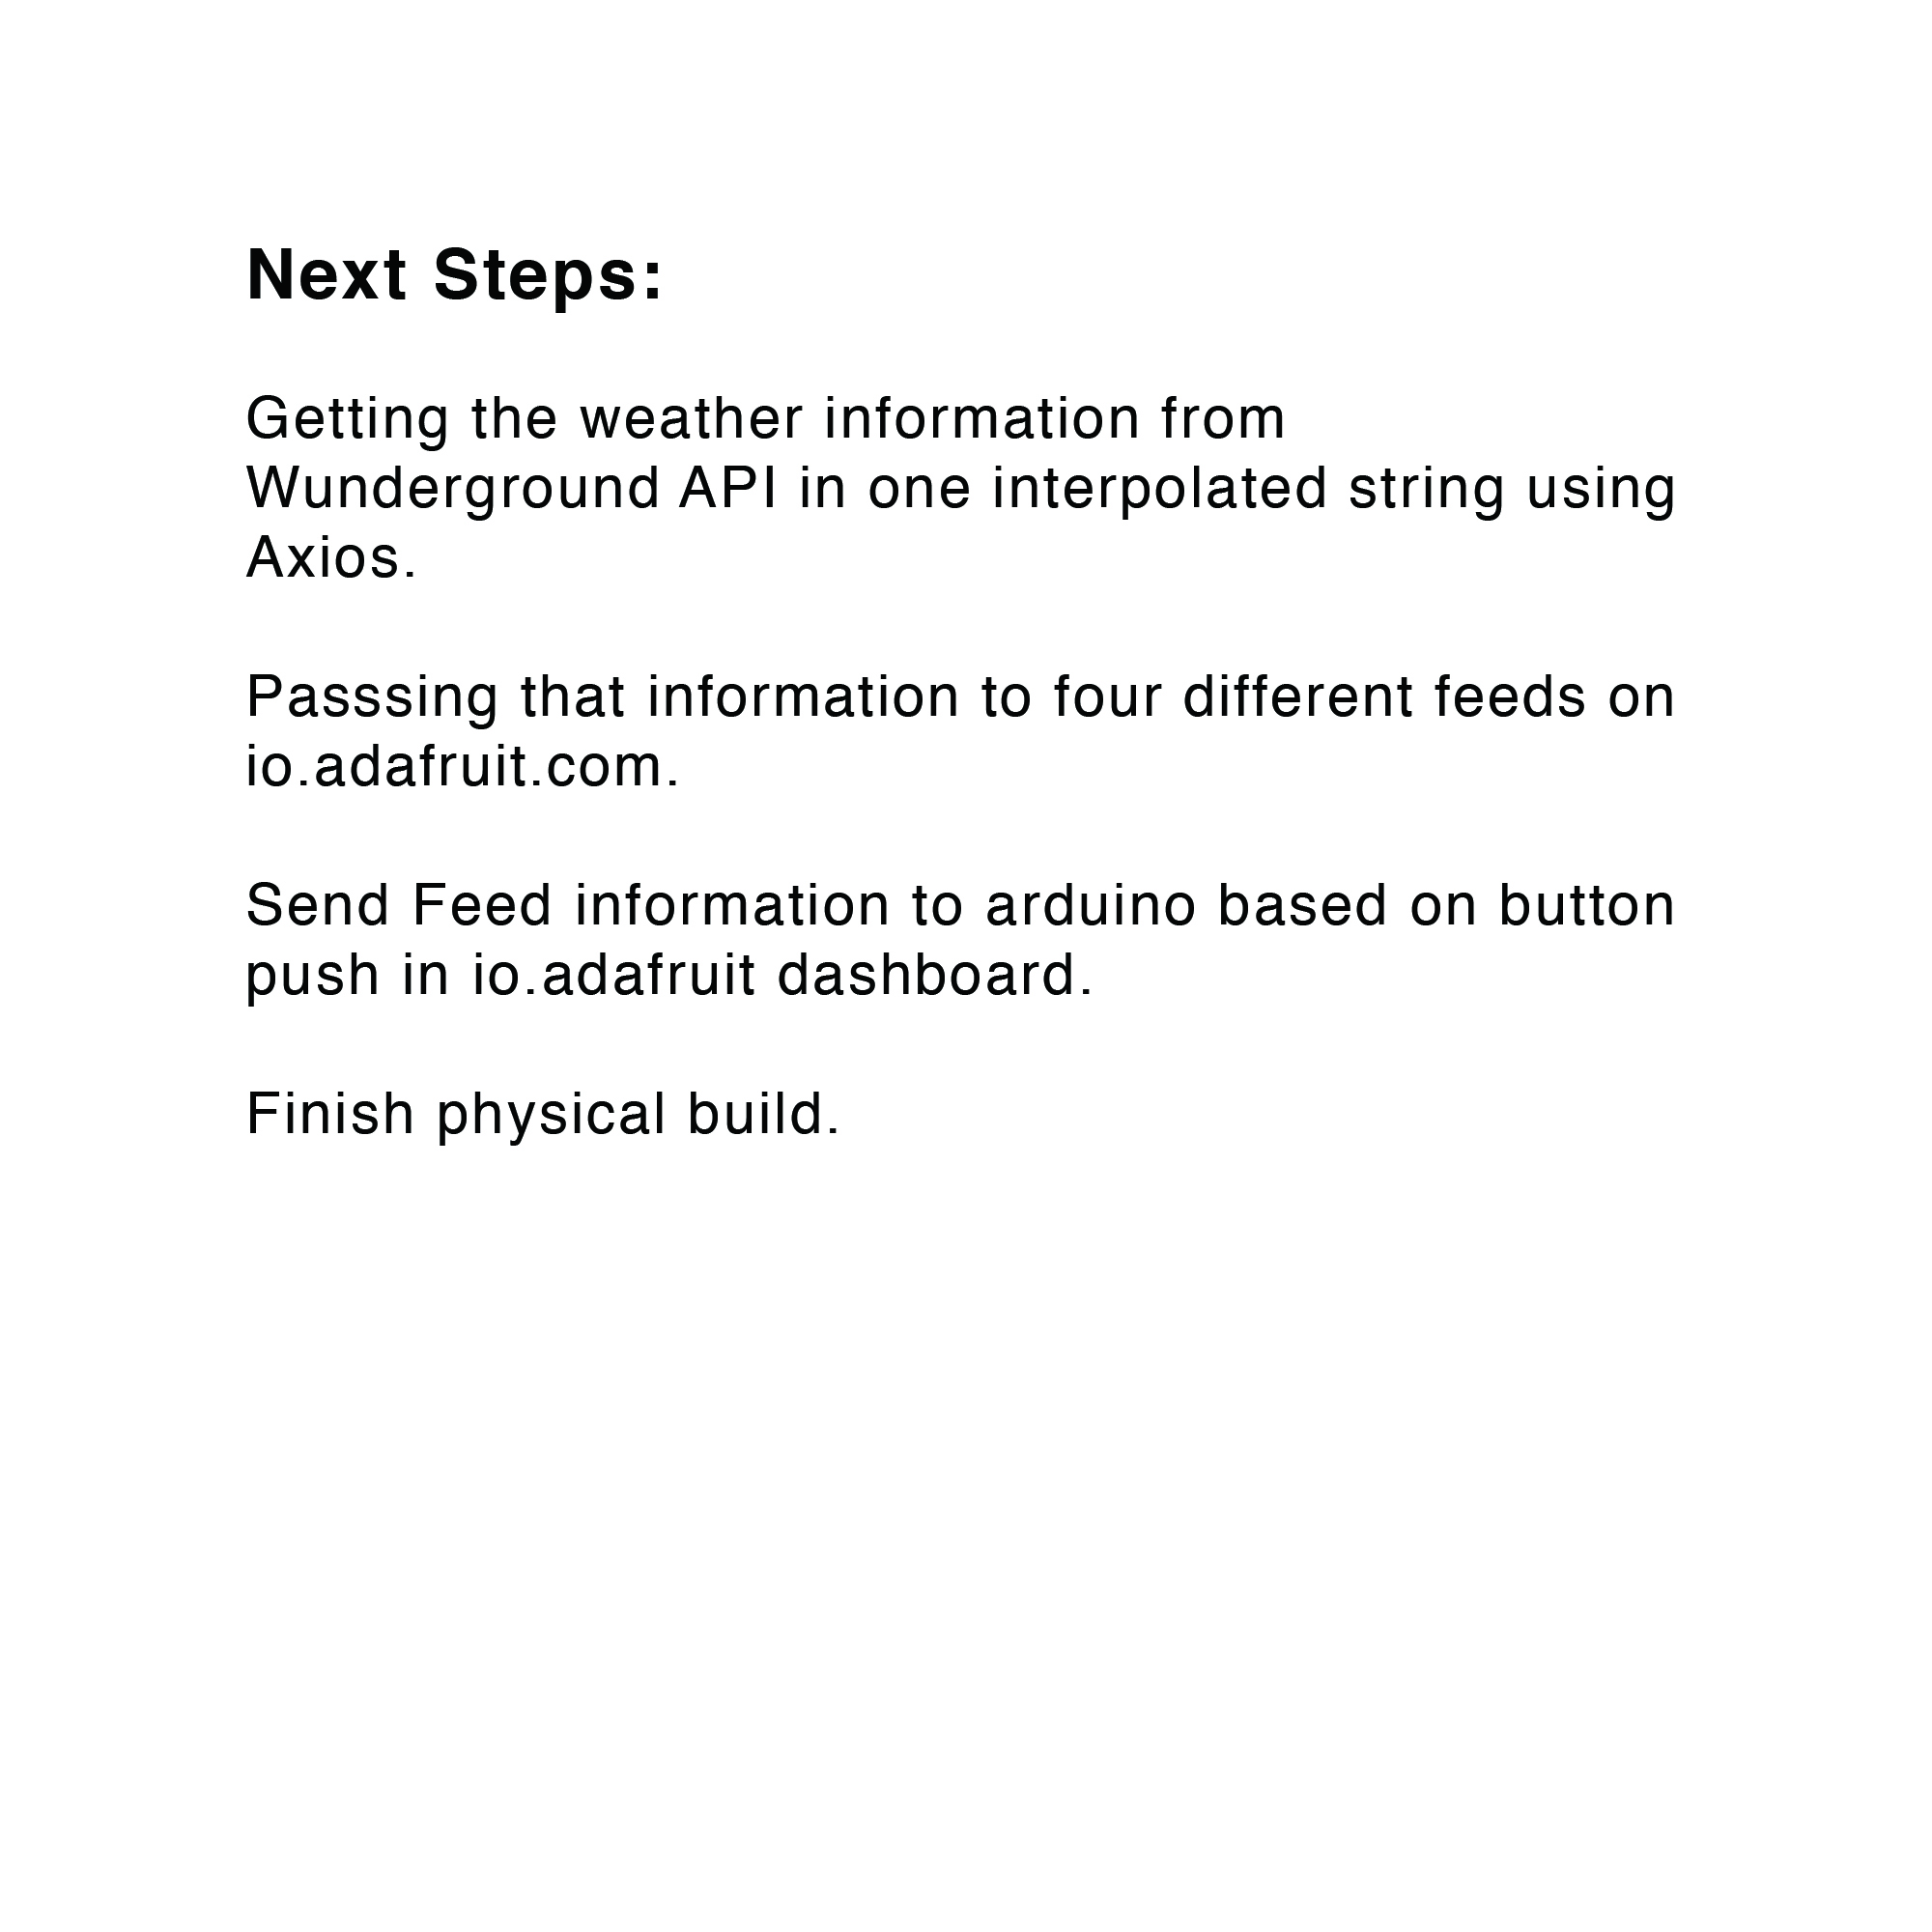 Next Steps:
Getting the weather information from
Wunderground API in one interpolated string using
Axios.
Passsing that information to four different feeds on
io.adafruit.com.
Send Feed information to arduino based on button
push in io.adafruit dashboard.
Finish physical build.